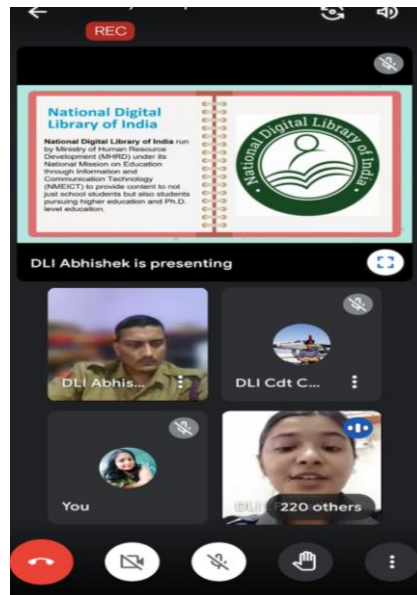 REC
National Digital
Library of India
National Digital Library of India run
by Ministry of Human Resource
Development (MHRD) under its
National Mission on Education
through Information and
Communication Technology
(NMEICT) to provide content to not
just school students but also students
pursuing higher education and Ph.D.
level education.
National Digital Library of India
DLI Abhishek is presenting
DLI Abhis...
DLI Cdt C...
You
DLI
220 others